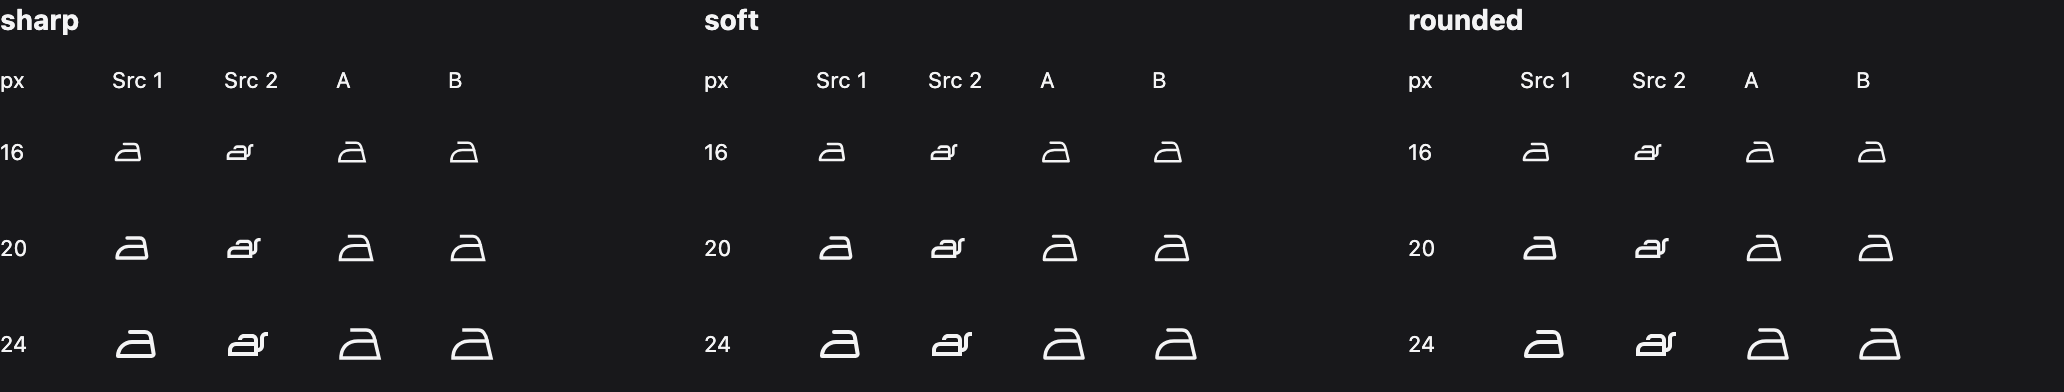 sharp soft rounded
px Src 1 Src 2 A B px Src 1 Src 2 A B px Src 1 Src 2 A B
16 16 16
20 20 20
24 24 24